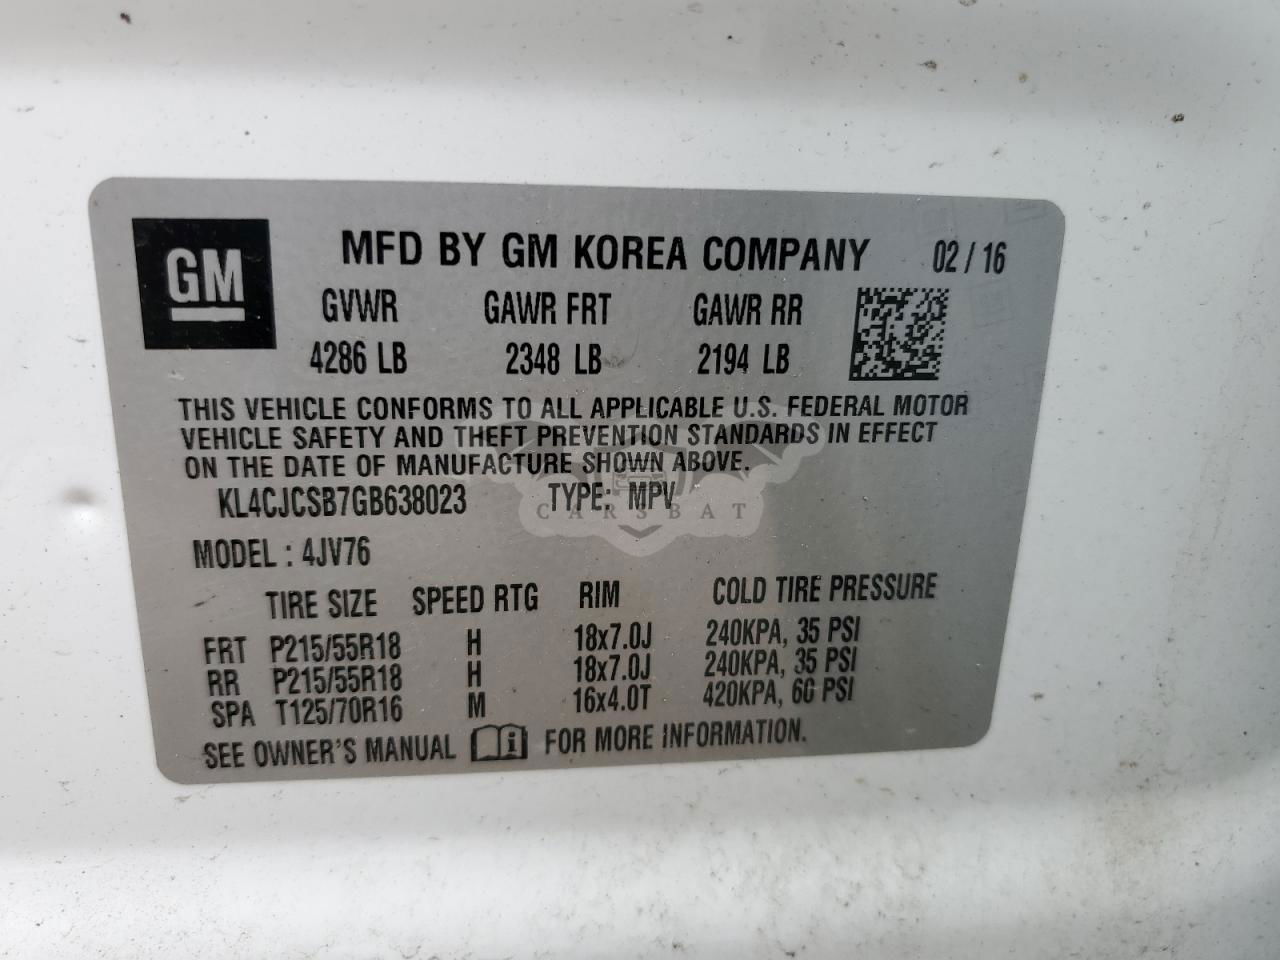 GM
MFD BY GM KOREA COMPANY 02 / 16
GVWR GAWR FRT GAWR RR
4286 LB 2348 LB 2194 LB
THIS VEHICLE CONFORMS TO ALL APPLICABLE U.S. FEDERAL MOTOR
VEHICLE SAFETY AND THEFT PREVENTION STANDARDS IN EFFECT
ON THE DATE OF MANUFACTURE SHOWN ABOVE.
KL4CJCSB7GB638023 TYPE: MPV
CARSBAT
MODEL : 4JV76
TIRE SIZE SPEED RTG RIM COLD TIRE PRESSURE
FRT P215/55R18 H 18x7.0J 240KPA, 35 PSI
RR P215/55R18 H 18x7.0J 240KPA, 35 PSI
SPA T125/70R16 M 16x4.0T 420KPA, 60 PSI
SEE OWNER'S MANUAL i FOR MORE INFORMATION.